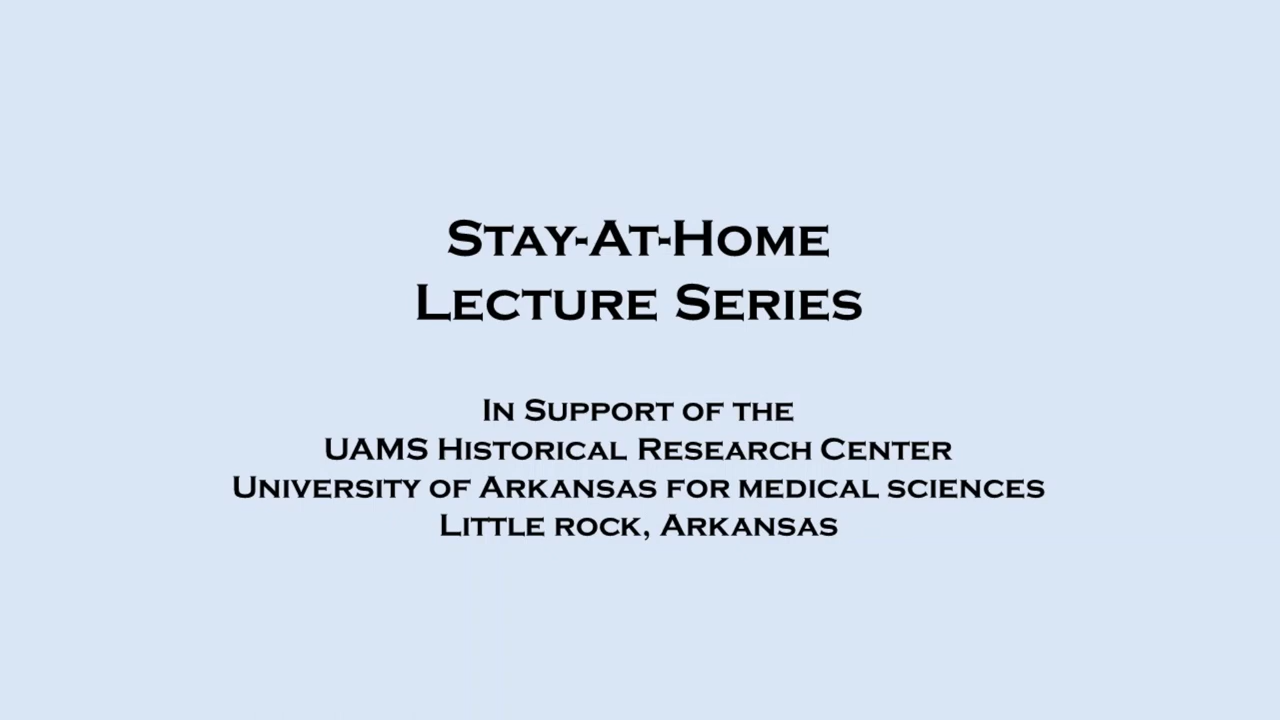 Stay-At-Home
Lecture Series
In Support of the
UAMS Historical Research Center
University of Arkansas for medical sciences
Little rock, Arkansas